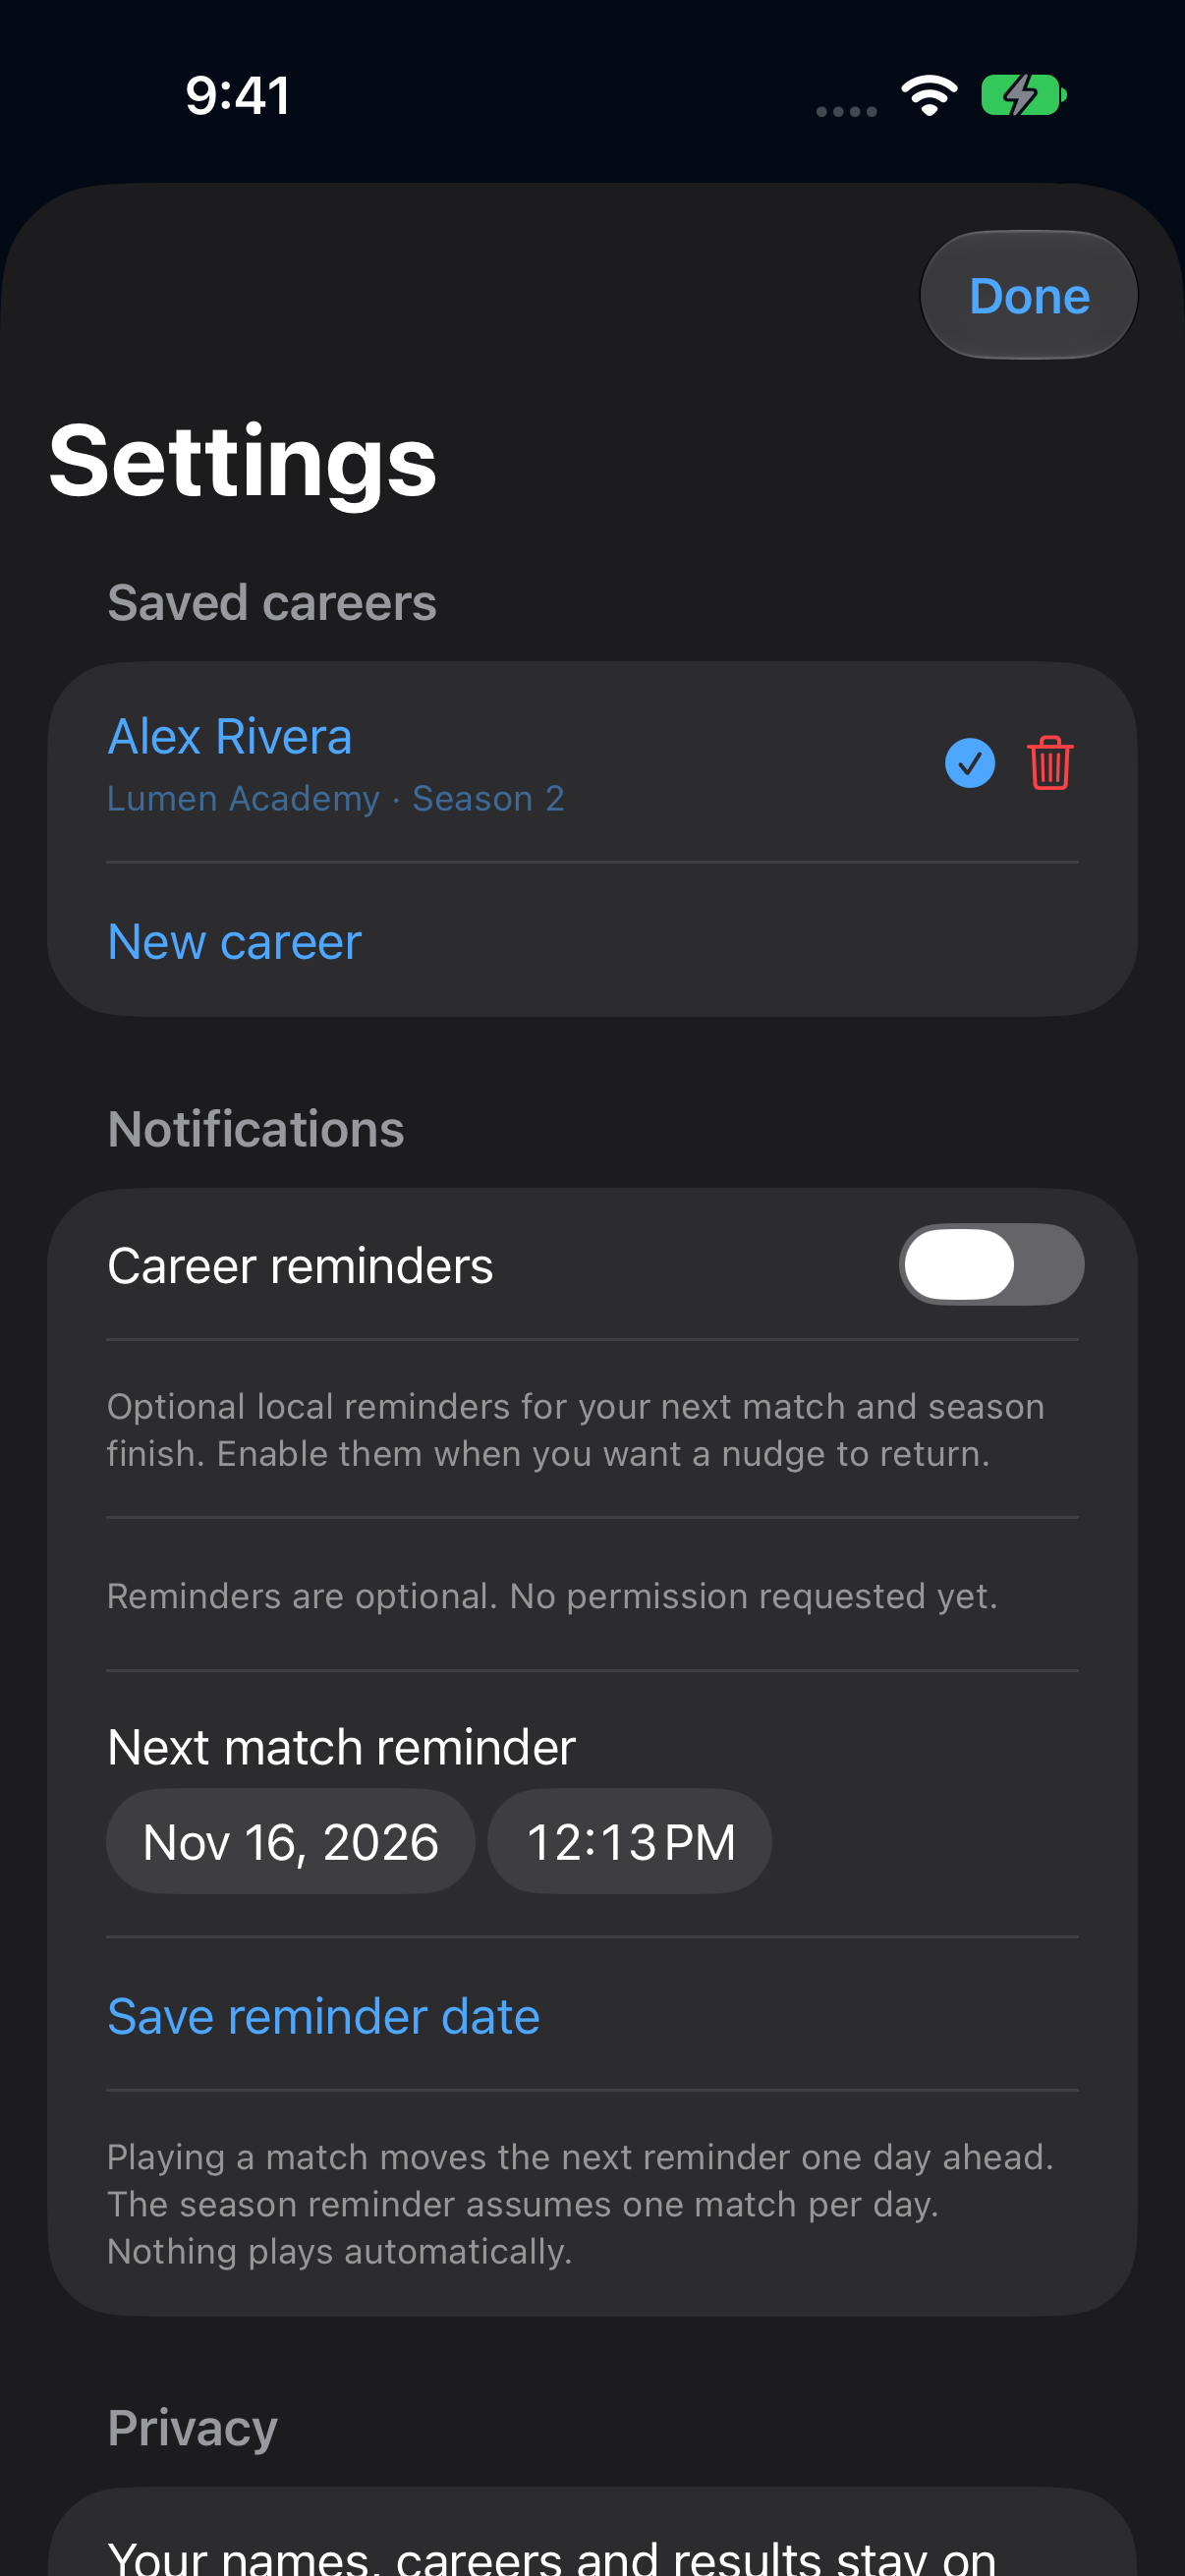 9:41
Done
Settings
Saved careers
Alex Rivera
Lumen Academy · Season 2
New career
Notifications
Career reminders
Optional local reminders for your next match and season
finish. Enable them when you want a nudge to return.
Reminders are optional. No permission requested yet.
Next match reminder
Nov 16, 2026 12:13 PM
Save reminder date
Playing a match moves the next reminder one day ahead.
The season reminder assumes one match per day.
Nothing plays automatically.
Privacy
Your names, careers and results stay on